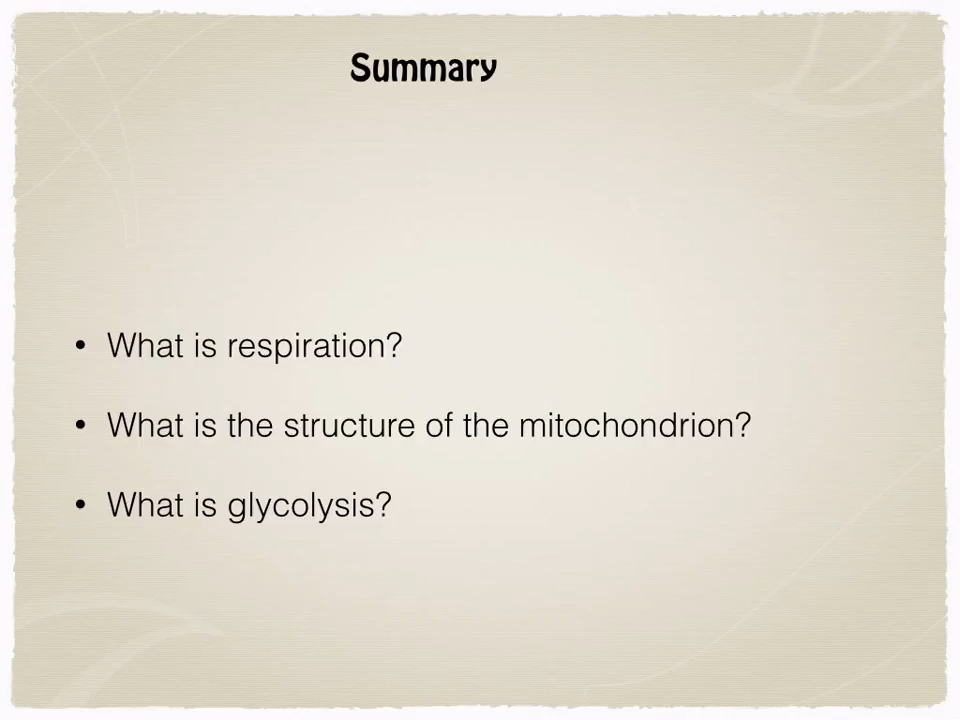 Summary
• What is respiration?
• What is the structure of the mitochondrion?
• What is glycolysis?